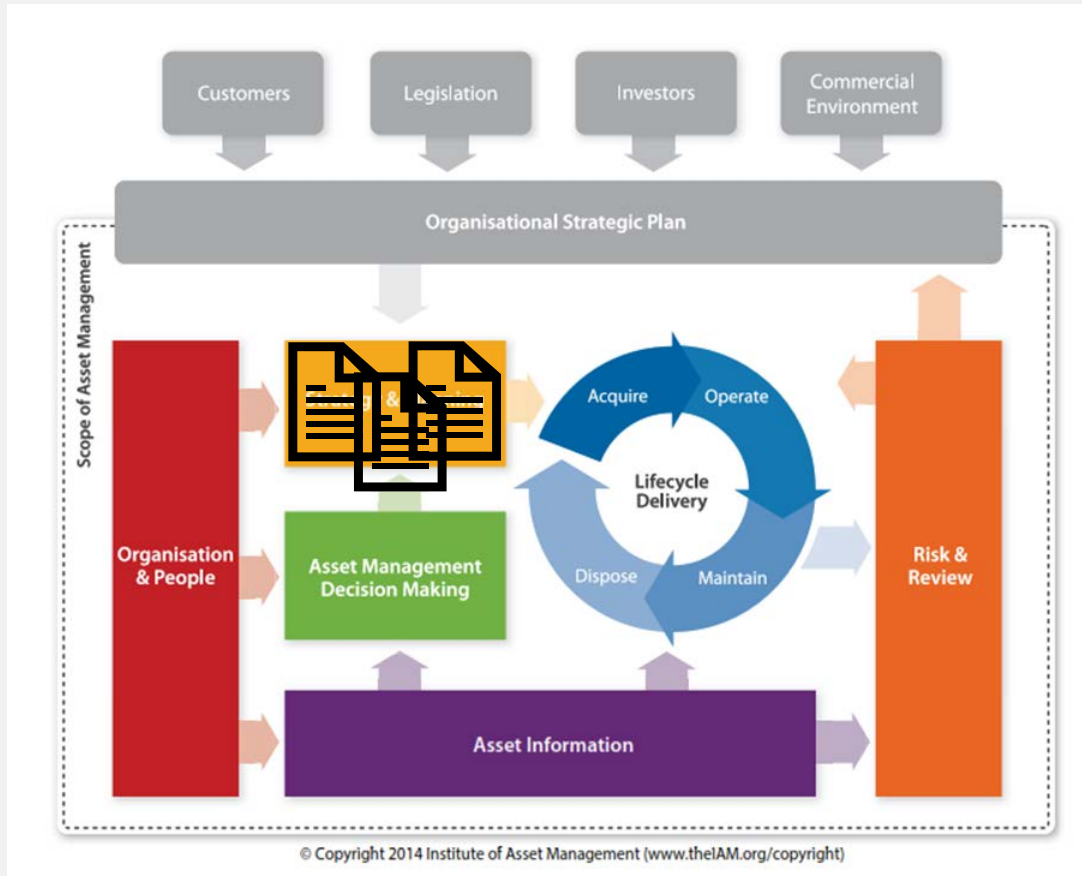 Customers
Legislation
Investors
Commercial
Environment
Organisational Strategic Plan
Scope of Asset Management
Acquire
Operate
Lifecycle
Delivery
Dispose
Maintain
Organisation
& People
Asset Management
Decision Making
Risk &
Review
Asset Information
© Copyright 2014 Institute of Asset Management (www.theIAM.org/copyright)